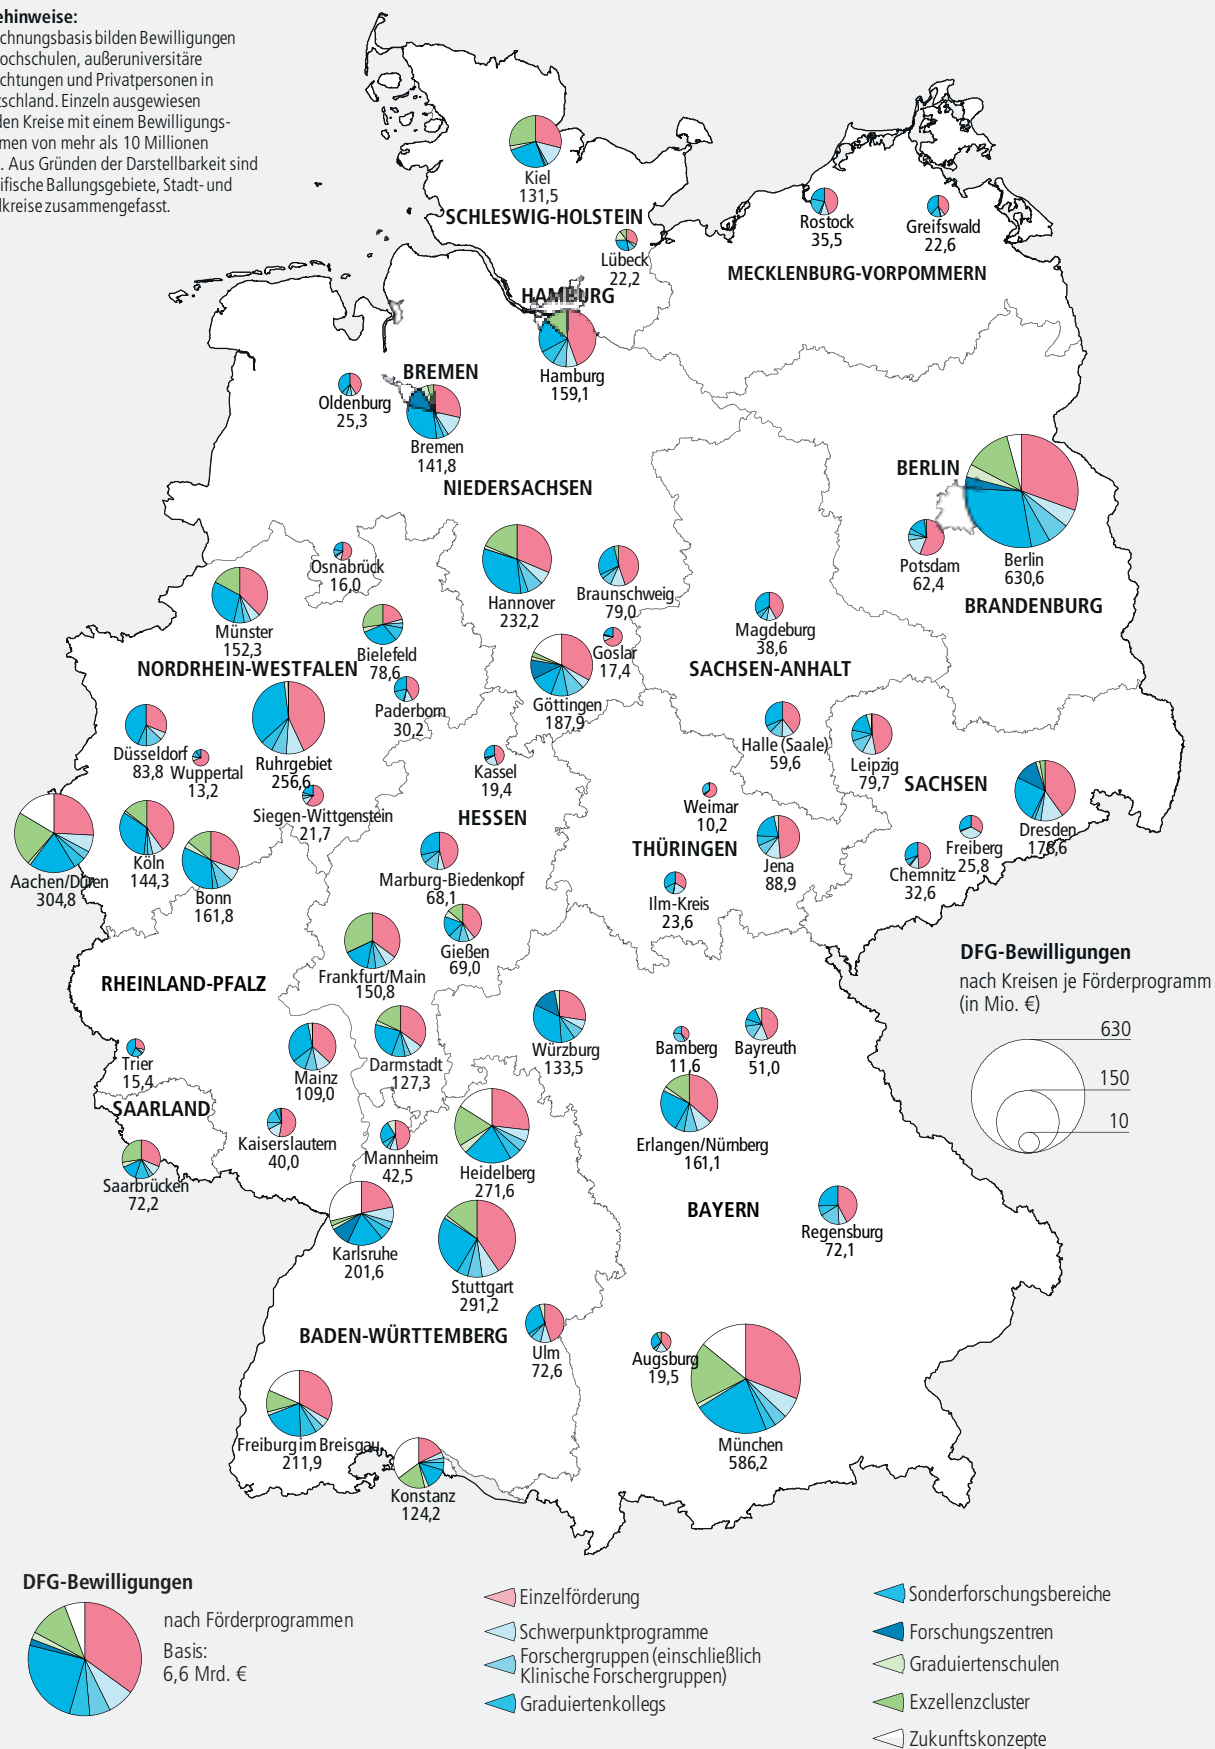 ehinweise:
chnungsbasis bilden Bewilligungen
ochschulen, außeruniversitäre
chtungen und Privatpersonen in
tschland. Einzeln ausgewiesen
den Kreise mit einem Bewilligungs-
men von mehr als 10 Millionen
. Aus Gründen der Darstellbarkeit sind
ifische Ballungsgebiete, Stadt- und
dkreise zusammengefasst.
Kiel
131,5
SCHLESWIG-HOLSTEIN
Lübeck
22,2
Rostock
35,5
Greifswald
22,6
MECKLENBURG-VORPOMMERN
HAMBURG
Hamburg
159,1
BREMEN
Oldenburg
25,3
Bremen
141,8
NIEDERSACHSEN
BERLIN
Berlin
630,6
Potsdam
62,4
BRANDENBURG
Osnabrück
16,0
Hannover
232,2
Braunschweig
79,0
Münster
152,3
Bielefeld
78,6
Goslar
17,4
Magdeburg
38,6
NORDRHEIN-WESTFALEN
SACHSEN-ANHALT
Paderborn
30,2
Göttingen
187,9
Düsseldorf
83,8
Wuppertal
13,2
Ruhrgebiet
256,6
Kassel
19,4
Halle (Saale)
59,6
Leipzig
79,7
SACHSEN
Siegen-Wittgenstein
21,7
HESSEN
Weimar
10,2
Dresden
178,6
Aachen/Düren
304,8
Köln
144,3
Bonn
161,8
Marburg-Biedenkopf
68,1
THÜRINGEN
Jena
88,9
Freiberg
25,8
Chemnitz
32,6
Ilm-Kreis
23,6
Gießen
69,0
Frankfurt/Main
150,8
RHEINLAND-PFALZ
DFG-Bewilligungen
nach Kreisen je Förderprogramm
(in Mio. €)
630
150
10
Trier
15,4
Mainz
109,0
Darmstadt
127,3
Würzburg
133,5
Bamberg
11,6
Bayreuth
51,0
SAARLAND
Kaiserslautern
40,0
Mannheim
42,5
Heidelberg
271,6
Erlangen/Nürnberg
161,1
Saarbrücken
72,2
BAYERN
Regensburg
72,1
Karlsruhe
201,6
Stuttgart
291,2
BADEN-WÜRTTEMBERG
Ulm
72,6
Augsburg
19,5
München
586,2
Freiburg im Breisgau
211,9
Konstanz
124,2
DFG-Bewilligungen
nach Förderprogrammen
Basis:
6,6 Mrd. €
Einzelförderung
Schwerpunktprogramme
Forschergruppen (einschließlich
Klinische Forschergruppen)
Graduiertenkollegs
Sonderforschungsbereiche
Forschungszentren
Graduiertenschulen
Exzellenzcluster
Zukunftskonzepte